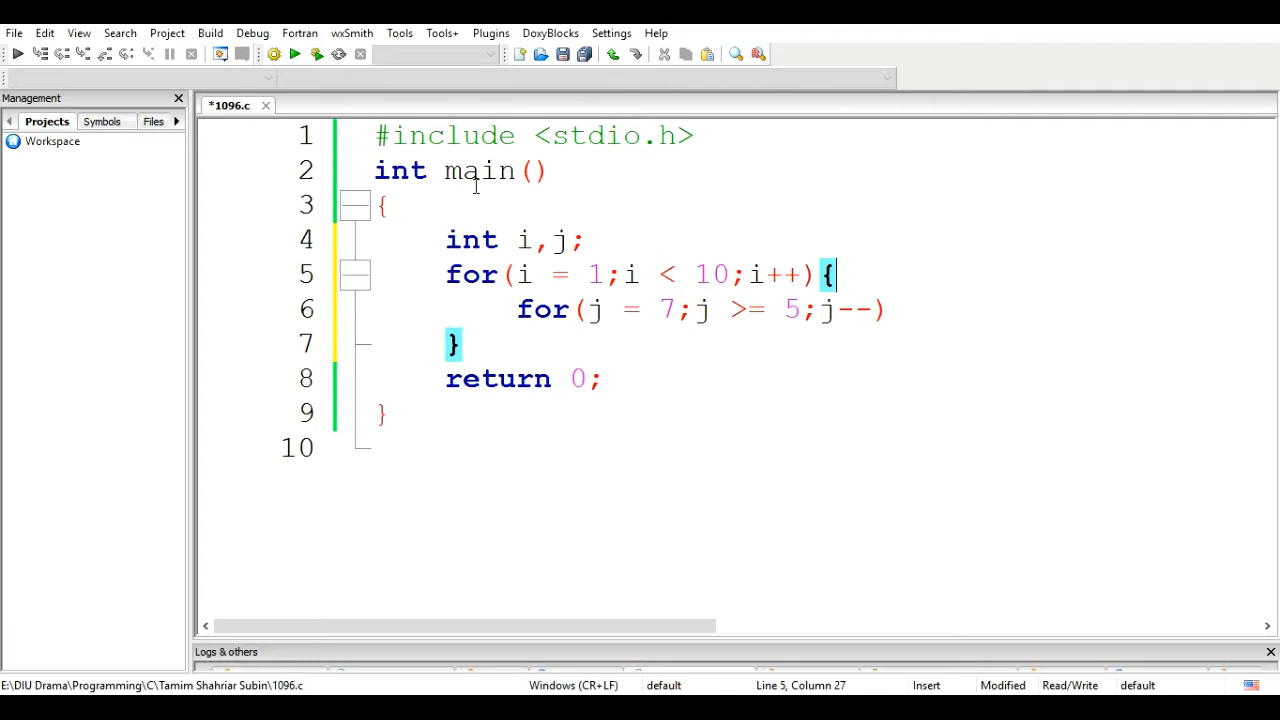 File Edit View Search Project Build Debug Fortran wxSmith Tools Tools+ Plugins DoxyBlocks Settings Help
Management
*1096.c
Projects Symbols Files
Workspace
1 #include <stdio.h>
2 int main()
3 {
4 int i,j;
5 for(i = 1;i < 10;i++){
6 for(j = 7;j >= 5;j--)
7 }
8 return 0;
9 }
10
Logs & others
E:\DIU Drama\Programming\C\Tamim Shahriar Subin\1096.c Windows (CR+LF) default Line 5, Column 27 Insert Modified Read/Write default